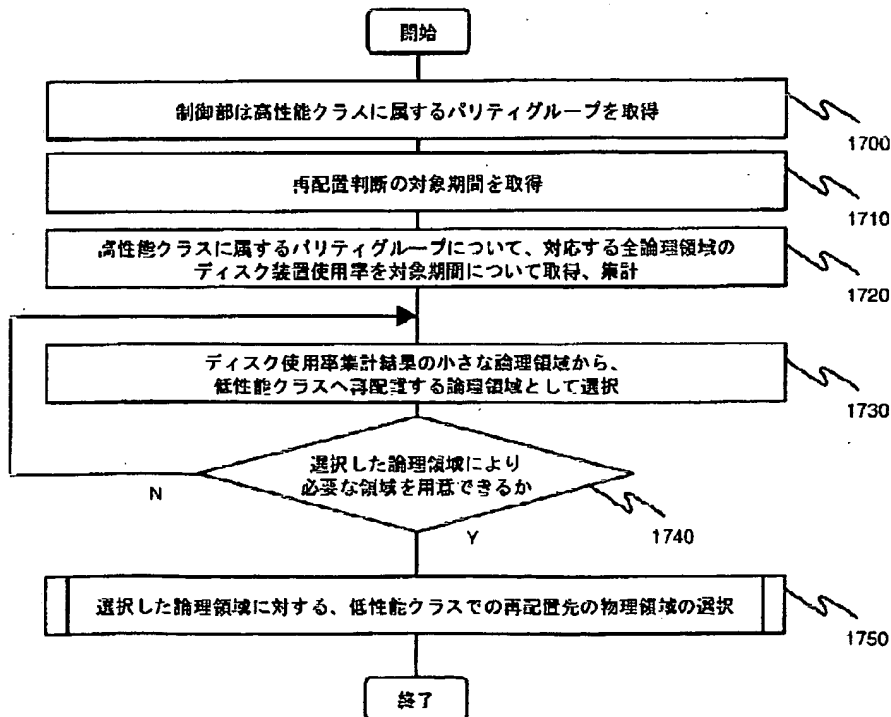 開始
制御部は高性能クラスに属するパリティグループを取得
1700
再配置判断の対象期間を取得
1710
高性能クラスに属するパリティグループについて、対応する全論理領域の
ディスク装置使用率を対象期間について取得、集計
1720
ディスク使用率集計結果の小さな論理領域から、
低性能クラスへ再配置する論理領域として選択
1730
選択した論理領域により
必要な領域を用意できるか
N
Y
1740
選択した論理領域に対する、低性能クラスでの再配置先の物理領域の選択
1750
終了